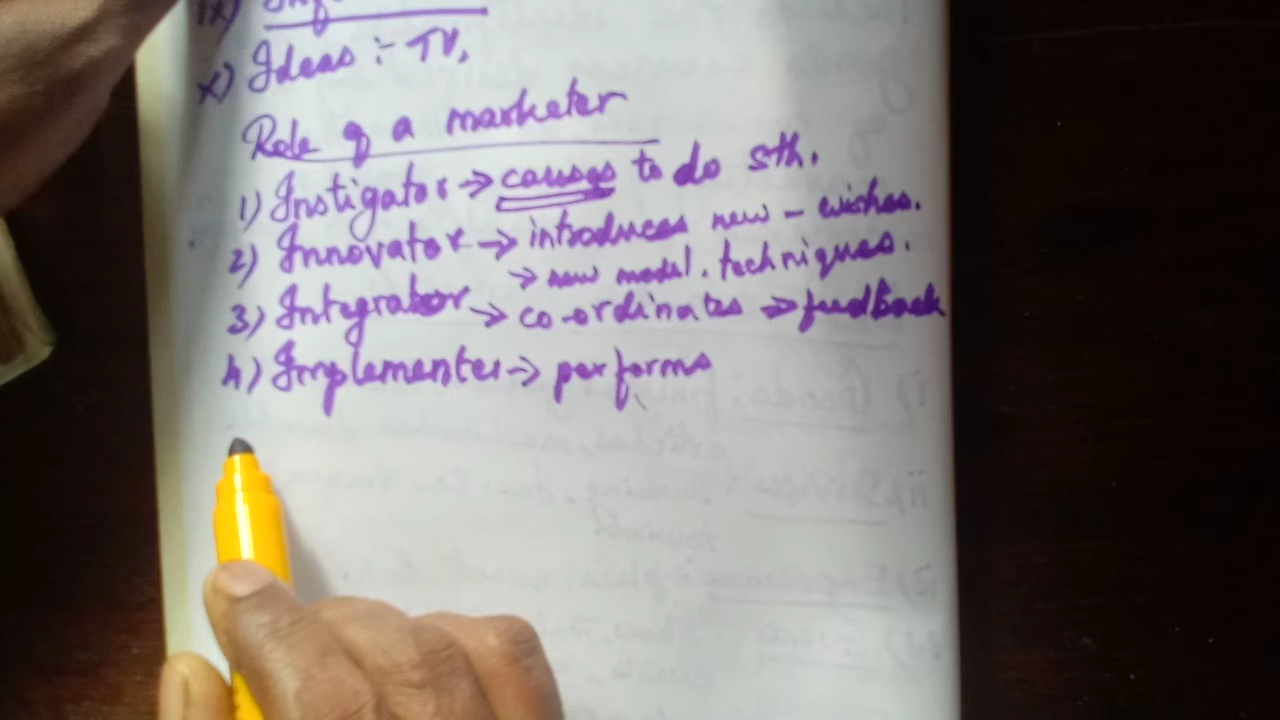 ix)
x) Ideas :- TV,
Role of a marketer
1) Instigator → causes to do sth.
2) Innovator → introduces new - wishes.
→ new model. techniques.
3) Integrator → co-ordinates → feedback
4) Implementer → performs